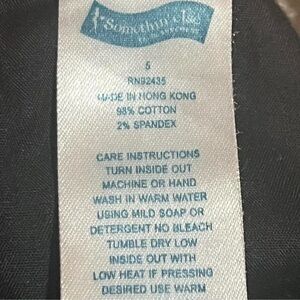 Somethin' Else
5
RN92435
MADE IN HONG KONG
98% COTTON
2% SPANDEX
CARE INSTRUCTIONS
TURN INSIDE OUT
MACHINE OR HAND
WASH IN WARM WATER
USING MILD SOAP OR
DETERGENT NO BLEACH
TUMBLE DRY LOW
INSIDE OUT WITH
LOW HEAT IF PRESSING
DESIRED USE WARM